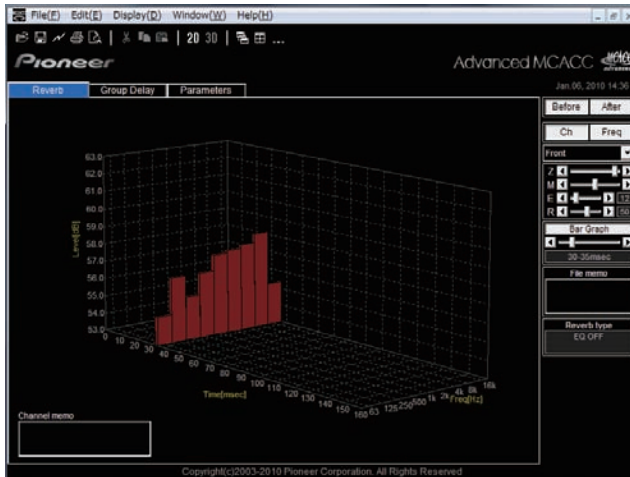 File(F) Edit(E) Display(D) Window(W) Help(H)
2D 3D ...
Pioneer
Advanced MCACC
Jan.06, 2010 14:36
Reverb Group Delay Parameters
Before After
Ch Freq
Front
Z
M
E
R 50
Bar Graph
20-35msec
File memo
Reverb type
EQ OFF
Level[dB]
63.0
62.0
61.0
60.0
59.0
58.0
57.0
56.0
55.0
54.0
53.0
0 10 20 30 40 50 60 70 80 90 100 110 120 130 140 150 160
Time[msec]
63 125 250 500 1k 2k 4k 8k 16k
Freq[Hz]
Channel memo
Copyright(c)2003-2010 Pioneer Corporation. All Rights Reserved